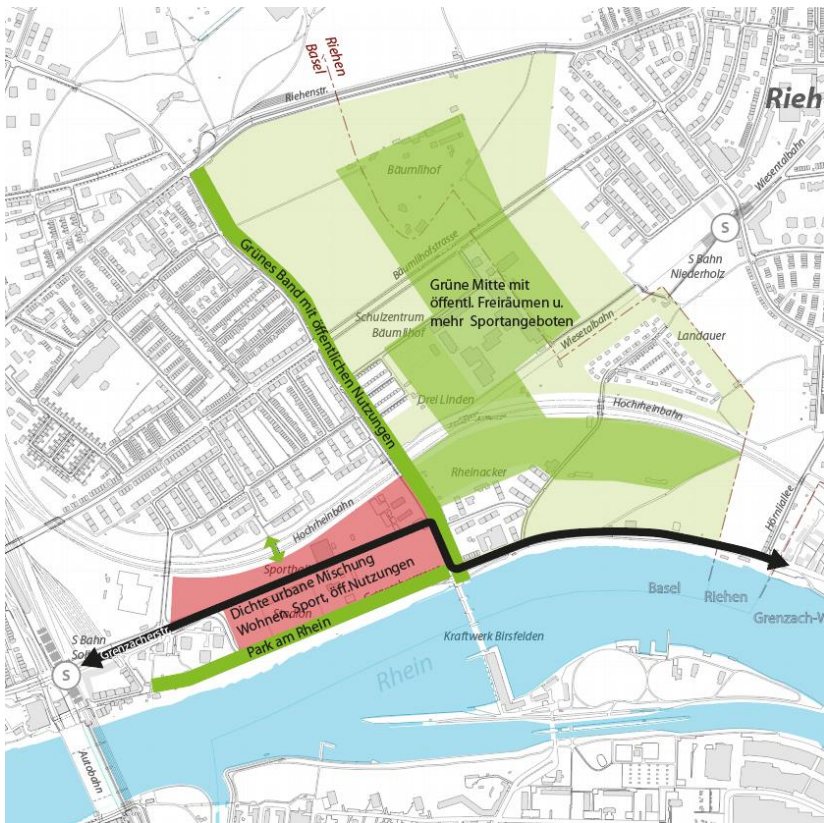 Riehen
Basel
Riehenstr.
Rieh
Bäumlihof
Wiesentalbahn
S
S Bahn
Niederholz
Bäumlihofstrasse
Grünes Band mit öffentlichen Nutzungen
Grüne Mitte mit
öffentl. Freiräumen u.
mehr Sportangeboten
Schulzentrum
Bäumlihof
Wiesetalbahn
Landauer
Drei Linden
Hochrheinbahn
Rheinacker
Hochrheinbahn
Hörnliallee
Dichte urbane Mischung
Wohnen, Sport, öff.Nutzungen
Park am Rhein
Grenzacherstr.
S Bahn
S
Basel
Riehen
Grenzach-W
Kraftwerk Birsfelden
Rhein
Autobahn